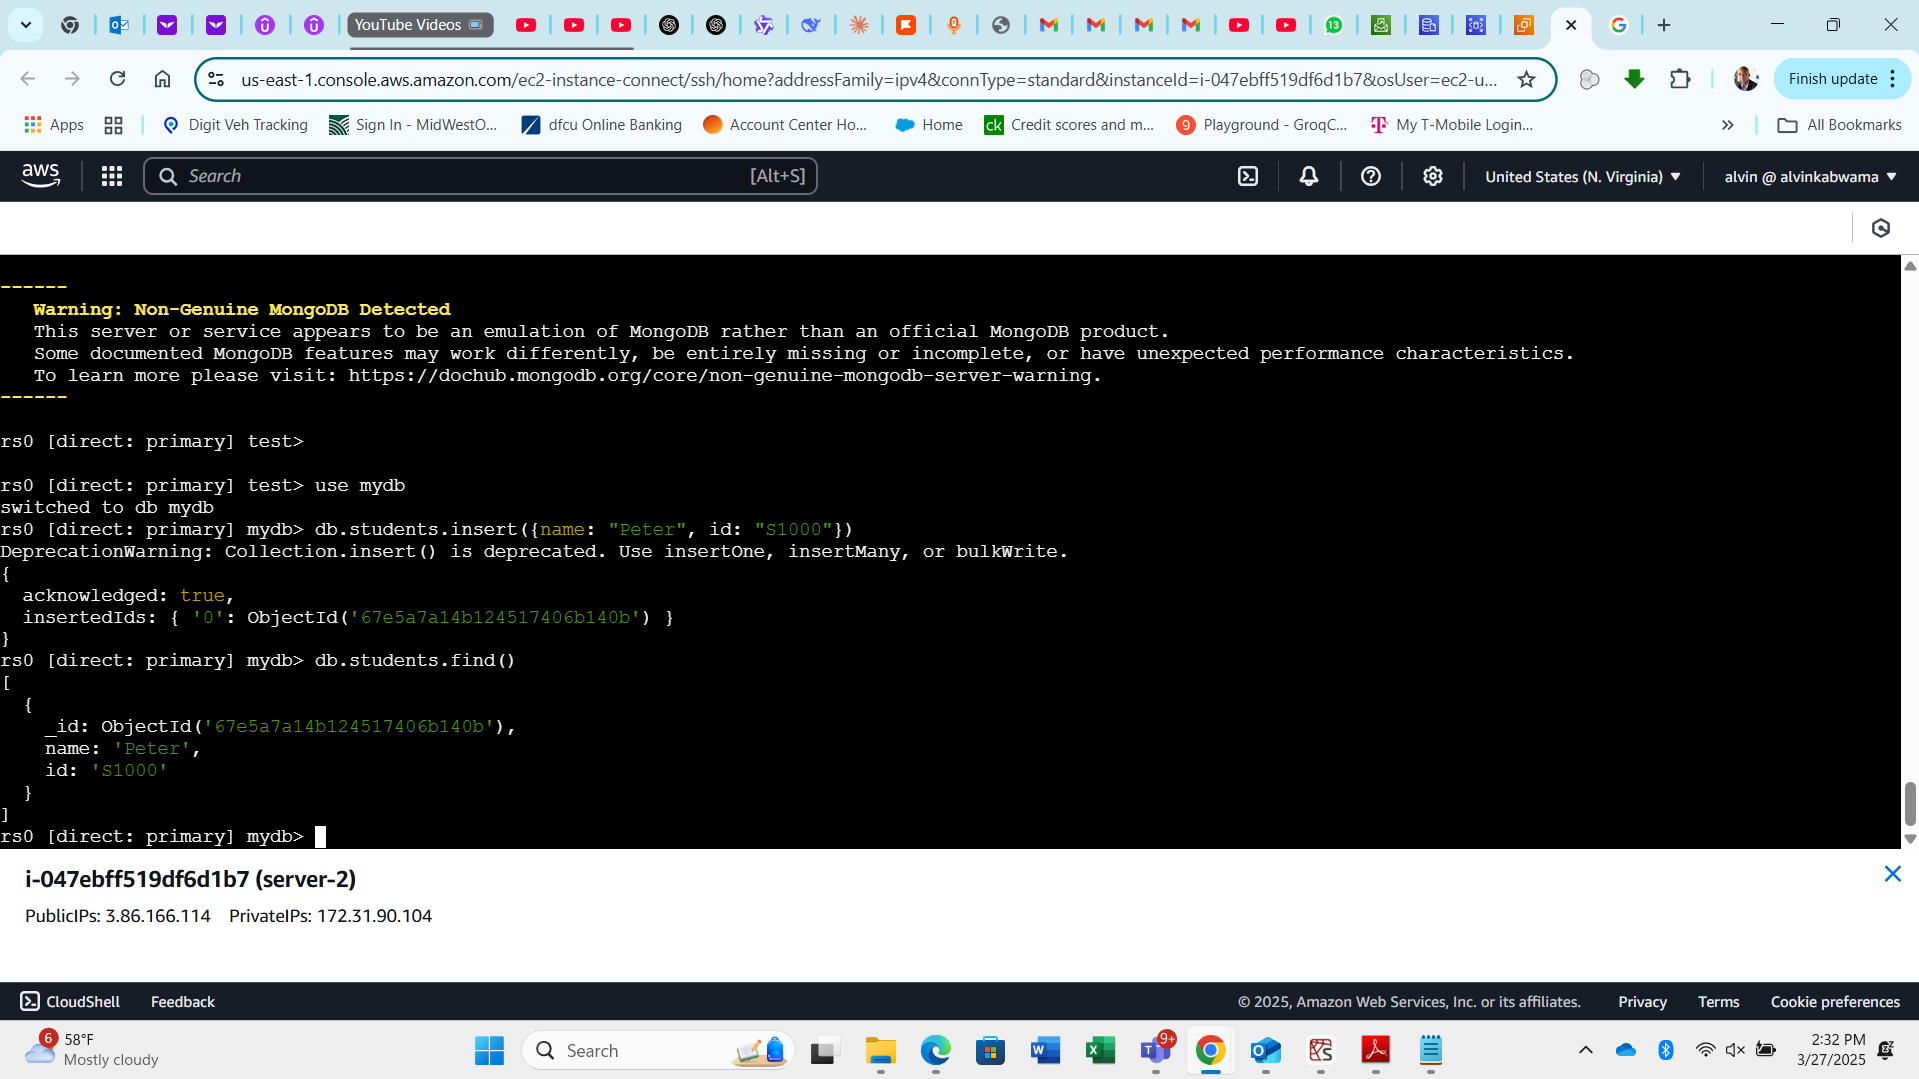 YouTube Videos
13
us-east-1.console.aws.amazon.com/ec2-instance-connect/ssh/home?addressFamily=ipv4&connType=standard&instanceId=i-047ebff519df6d1b7&osUser=ec2-u...
Finish update
Apps
Digit Veh Tracking
Sign In - MidWestO...
dfcu Online Banking
Account Center Ho...
Home
ck Credit scores and m...
9 Playground - GroqC...
My T-Mobile Login...
All Bookmarks
aws
Search
[Alt+S]
United States (N. Virginia)
alvin @ alvinkabwama
------
Warning: Non-Genuine MongoDB Detected
This server or service appears to be an emulation of MongoDB rather than an official MongoDB product.
Some documented MongoDB features may work differently, be entirely missing or incomplete, or have unexpected performance characteristics.
To learn more please visit: https://dochub.mongodb.org/core/non-genuine-mongodb-server-warning.
------
rs0 [direct: primary] test>
rs0 [direct: primary] test> use mydb
switched to db mydb
rs0 [direct: primary] mydb> db.students.insert({name: "Peter", id: "S1000"})
DeprecationWarning: Collection.insert() is deprecated. Use insertOne, insertMany, or bulkWrite.
{
acknowledged: true,
insertedIds: { '0': ObjectId('67e5a7a14b124517406b140b') }
}
rs0 [direct: primary] mydb> db.students.find()
[
{
_id: ObjectId('67e5a7a14b124517406b140b'),
name: 'Peter',
id: 'S1000'
}
]
rs0 [direct: primary] mydb>
i-047ebff519df6d1b7 (server-2)
PublicIPs: 3.86.166.114 PrivateIPs: 172.31.90.104
CloudShell
Feedback
© 2025, Amazon Web Services, Inc. or its affiliates.
Privacy
Terms
Cookie preferences
6
58°F
Mostly cloudy
Search
9+
2:32 PM
3/27/2025